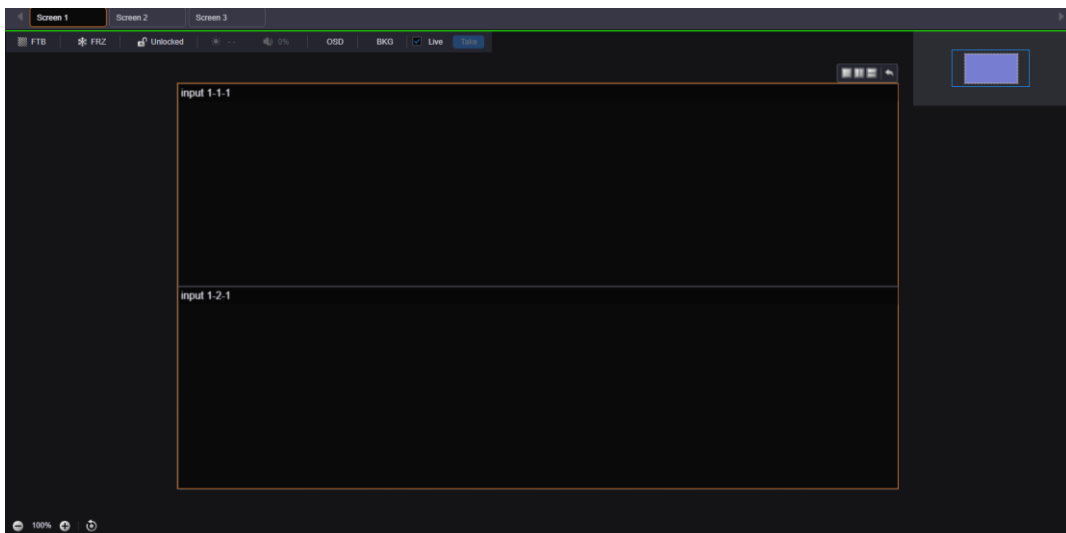 Screen 1 Screen 2 Screen 3
FTB FRZ Unlocked -- 0% OSD BKG Live Take
input 1-1-1
input 1-2-1
100%